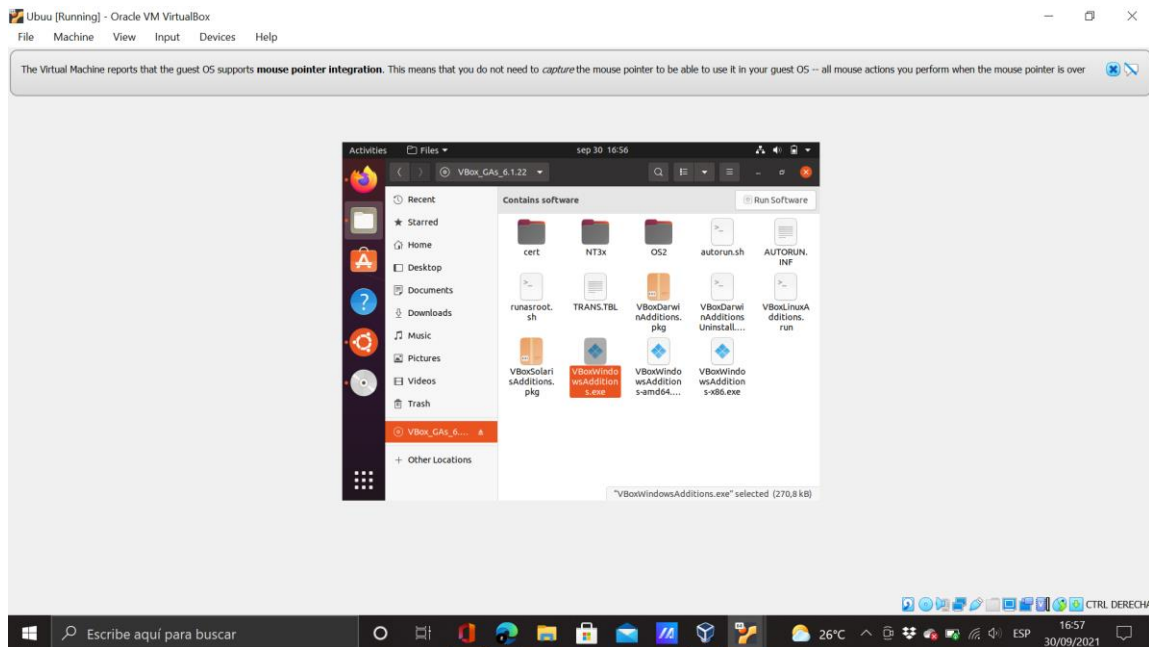 Ubuu [Running] - Oracle VM VirtualBox
File Machine View Input Devices Help
The Virtual Machine reports that the guest OS supports mouse pointer integration. This means that you do not need to capture the mouse pointer to be able to use it in your guest OS -- all mouse actions you perform when the mouse pointer is over
Activities Files sep 30 16:56
VBox_GAs_6.1.22
Recent
Starred
Home
Desktop
Documents
Downloads
Music
Pictures
Videos
Trash
VBox_GAs_6....
+ Other Locations
Contains software Run Software
cert NT3x OS2 autorun.sh AUTORUN.
INF
runasroot. TRANS.TBL VBoxDarwi VBoxDarwi VBoxLinuxA
sh nAdditions. nAdditions dditions.
pkg Uninstall.... run
VBoxSolari VBoxWindo VBoxWindo VBoxWindo
sAdditions. wsAddition wsAddition wsAddition
pkg s.exe s-amd64.... s-x86.exe
"VBoxWindowsAdditions.exe" selected (270,8 kB)
CTRL DERECHA
Escribe aquí para buscar
26°C ESP 16:57
30/09/2021